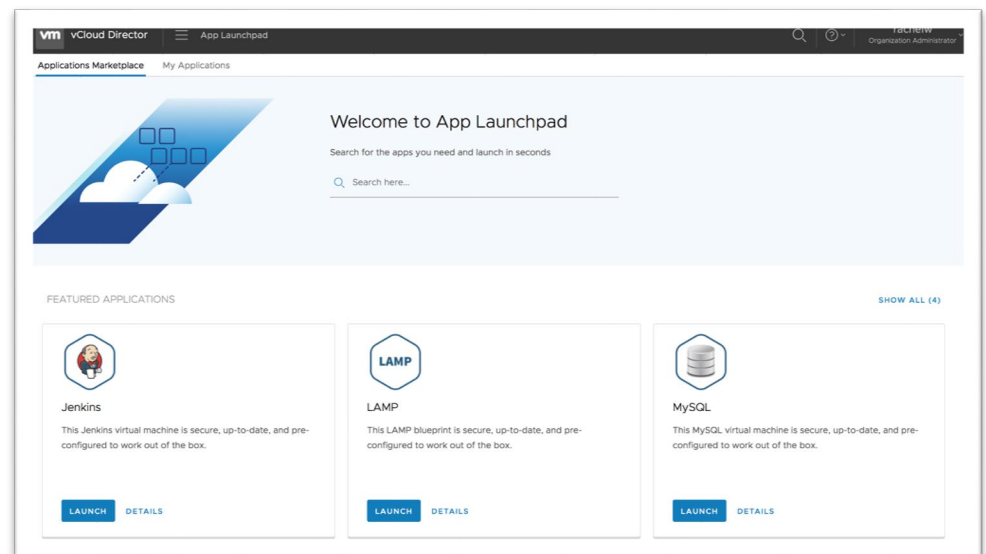 vm vCloud Director App Launchpad
rachelw
Organization Administrator
Applications Marketplace My Applications
Welcome to App Launchpad
Search for the apps you need and launch in seconds
Search here...
FEATURED APPLICATIONS SHOW ALL (4)
LAMP
Jenkins LAMP MySQL
This Jenkins virtual machine is secure, up-to-date, and pre-
configured to work out of the box.
This LAMP blueprint is secure, up-to-date, and pre-
configured to work out of the box.
This MySQL virtual machine is secure, up-to-date, and pre-
configured to work out of the box.
LAUNCH DETAILS LAUNCH DETAILS LAUNCH DETAILS